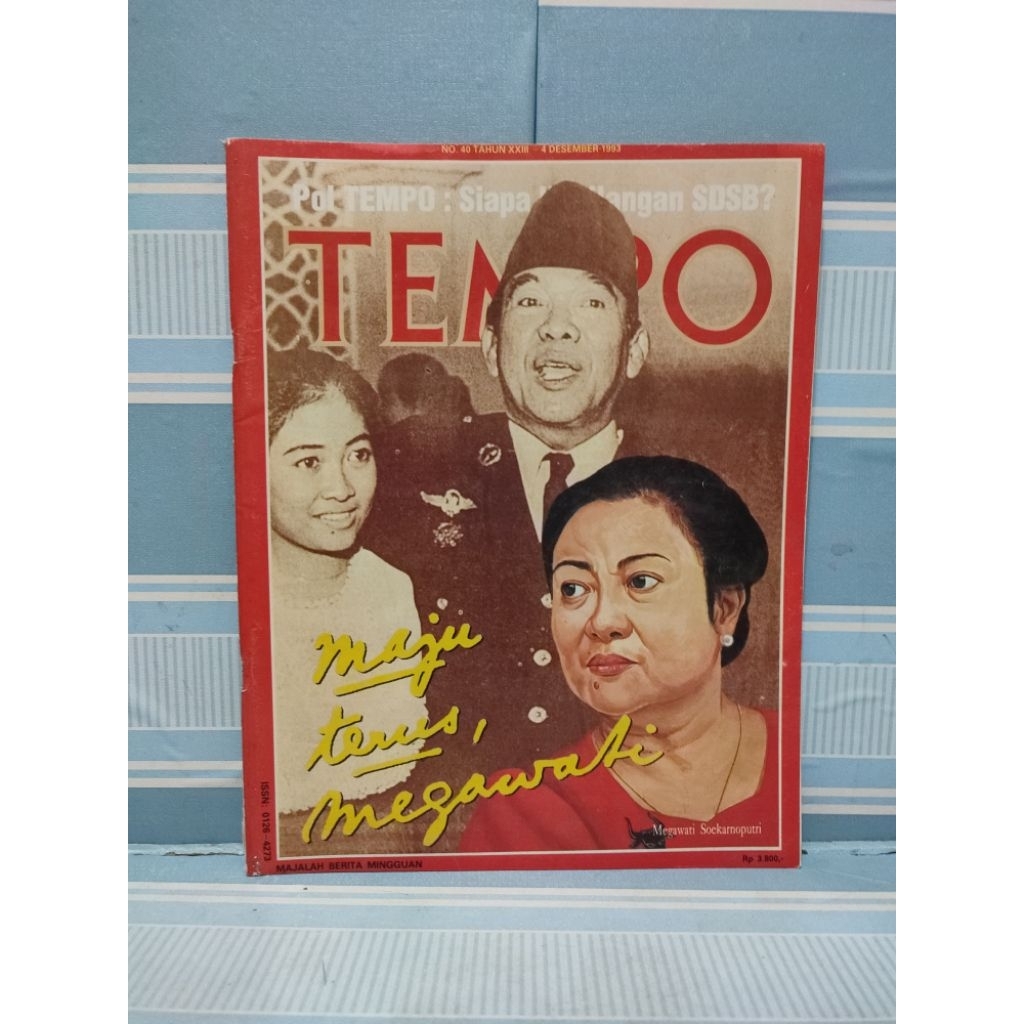 NO. 40 TAHUN XXIII - 4 DESEMBER 1993
Pol TEMPO : Siapa SDSB?
TEMPO
maju
terus,
megawati
Megawati Soekarnoputri
ISSN: 0126-4273
MAJALAH BERITA MINGGUAN
Rp 3.800,-